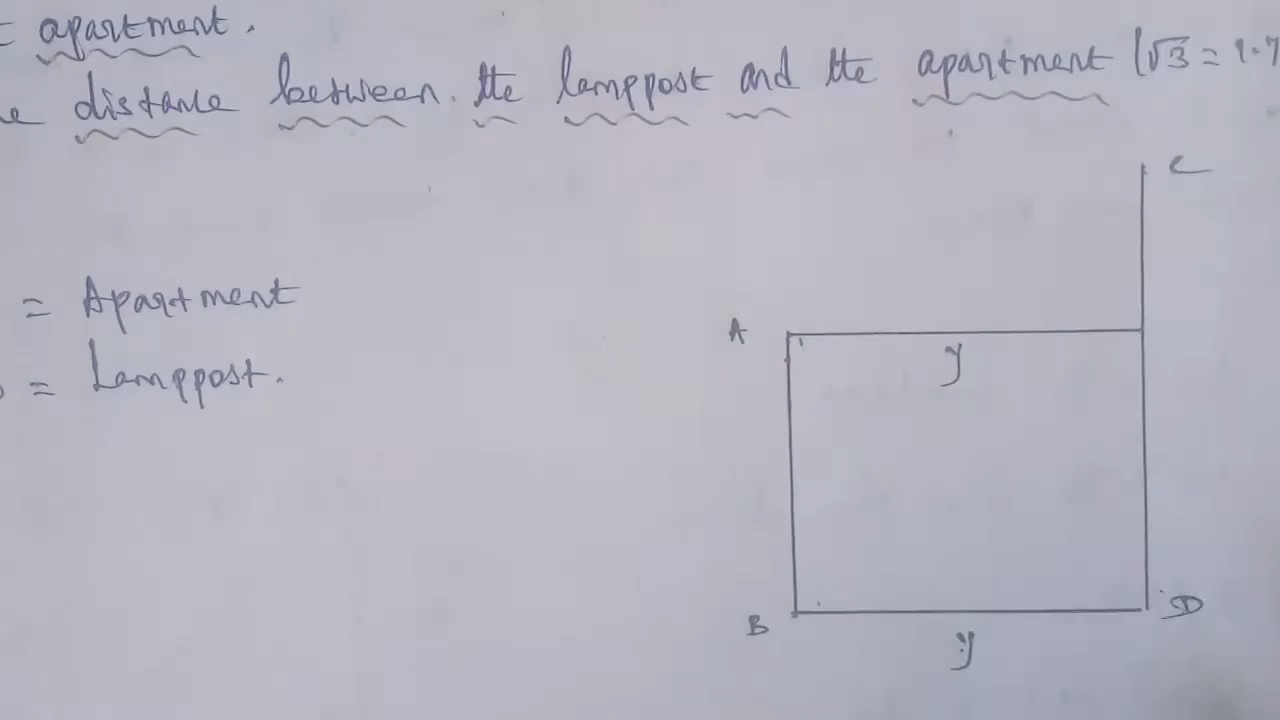 = apartment.
distance between the lamppost and the apartment (√3 = 1.7
C
= Apartment
A
y
= Lamppost.
B
D
y